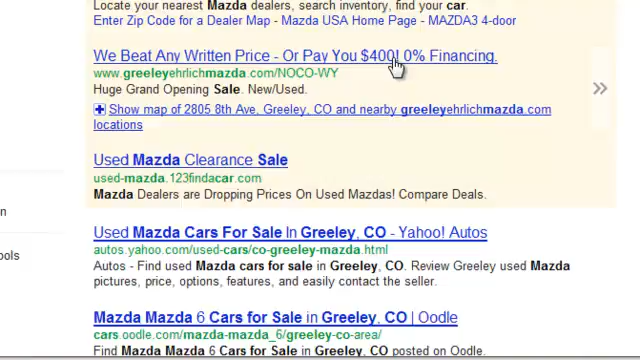 Locate your nearest Mazda dealers, search inventory, find your car.
Enter Zip Code for a Dealer Map - Mazda USA Home Page - MAZDA3 4-door
We Beat Any Written Price - Or Pay You $400! 0% Financing.
www.greeleyehrlichmazda.com/NOCO-WY
Huge Grand Opening Sale. New/Used.
Show map of 2805 8th Ave, Greeley, CO and nearby greeleyehrlichmazda.com
locations
Used Mazda Clearance Sale
used-mazda.123findacar.com
Mazda Dealers are Dropping Prices On Used Mazdas! Compare Deals.
n
Used Mazda Cars For Sale In Greeley, CO - Yahoo! Autos
autos.yahoo.com/used-cars/co-greeley-mazda.html
ools
Autos - Find used Mazda cars for sale in Greeley, CO. Review Greeley used Mazda
pictures, price, options, features, and easily contact the seller.
Mazda Mazda 6 Cars for Sale in Greeley, CO | Oodle
cars.oodle.com/mazda-mazda_6/greeley-co-area/
Find Mazda Mazda 6 Cars for Sale in Greeley, CO posted on Oodle.